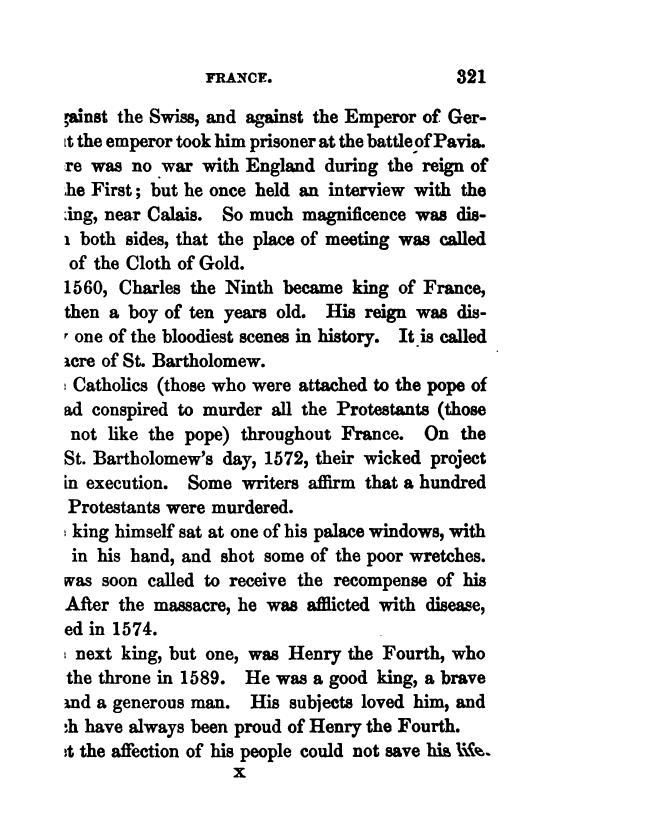 FRANCE. 321
gainst the Swiss, and against the Emperor of Ger-
t the emperor took him prisoner at the battle of Pavia.
re was no war with England during the reign of
he First; but he once held an interview with the
ing, near Calais. So much magnificence was dis-
both sides, that the place of meeting was called
of the Cloth of Gold.
1560, Charles the Ninth became king of France,
then a boy of ten years old. His reign was dis-
one of the bloodiest scenes in history. It is called
acre of St. Bartholomew.
Catholics (those who were attached to the pope of
ad conspired to murder all the Protestants (those
not like the pope) throughout France. On the
St. Bartholomew's day, 1572, their wicked project
in execution. Some writers affirm that a hundred
Protestants were murdered.
king himself sat at one of his palace windows, with
in his hand, and shot some of the poor wretches.
was soon called to receive the recompense of his
After the massacre, he was afflicted with disease,
ed in 1574.
next king, but one, was Henry the Fourth, who
the throne in 1589. He was a good king, a brave
and a generous man. His subjects loved him, and
h have always been proud of Henry the Fourth.
t the affection of his people could not save his life.
X